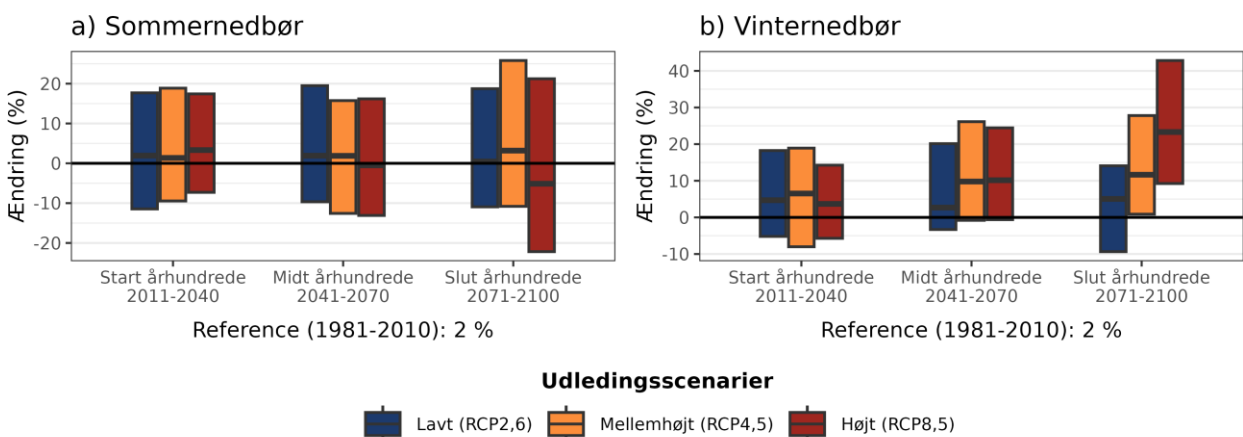 a) Sommernedbør
Ændring (%)
20
10
0
-10
-20
Start århundrede
2011-2040
Midt århundrede
2041-2070
Slut århundrede
2071-2100
Reference (1981-2010): 2 %
b) Vinternedbør
Ændring (%)
40
30
20
10
0
-10
Start århundrede
2011-2040
Midt århundrede
2041-2070
Slut århundrede
2071-2100
Reference (1981-2010): 2 %
Udledingsscenarier
Lavt (RCP2,6)
Mellemhøjt (RCP4,5)
Højt (RCP8,5)